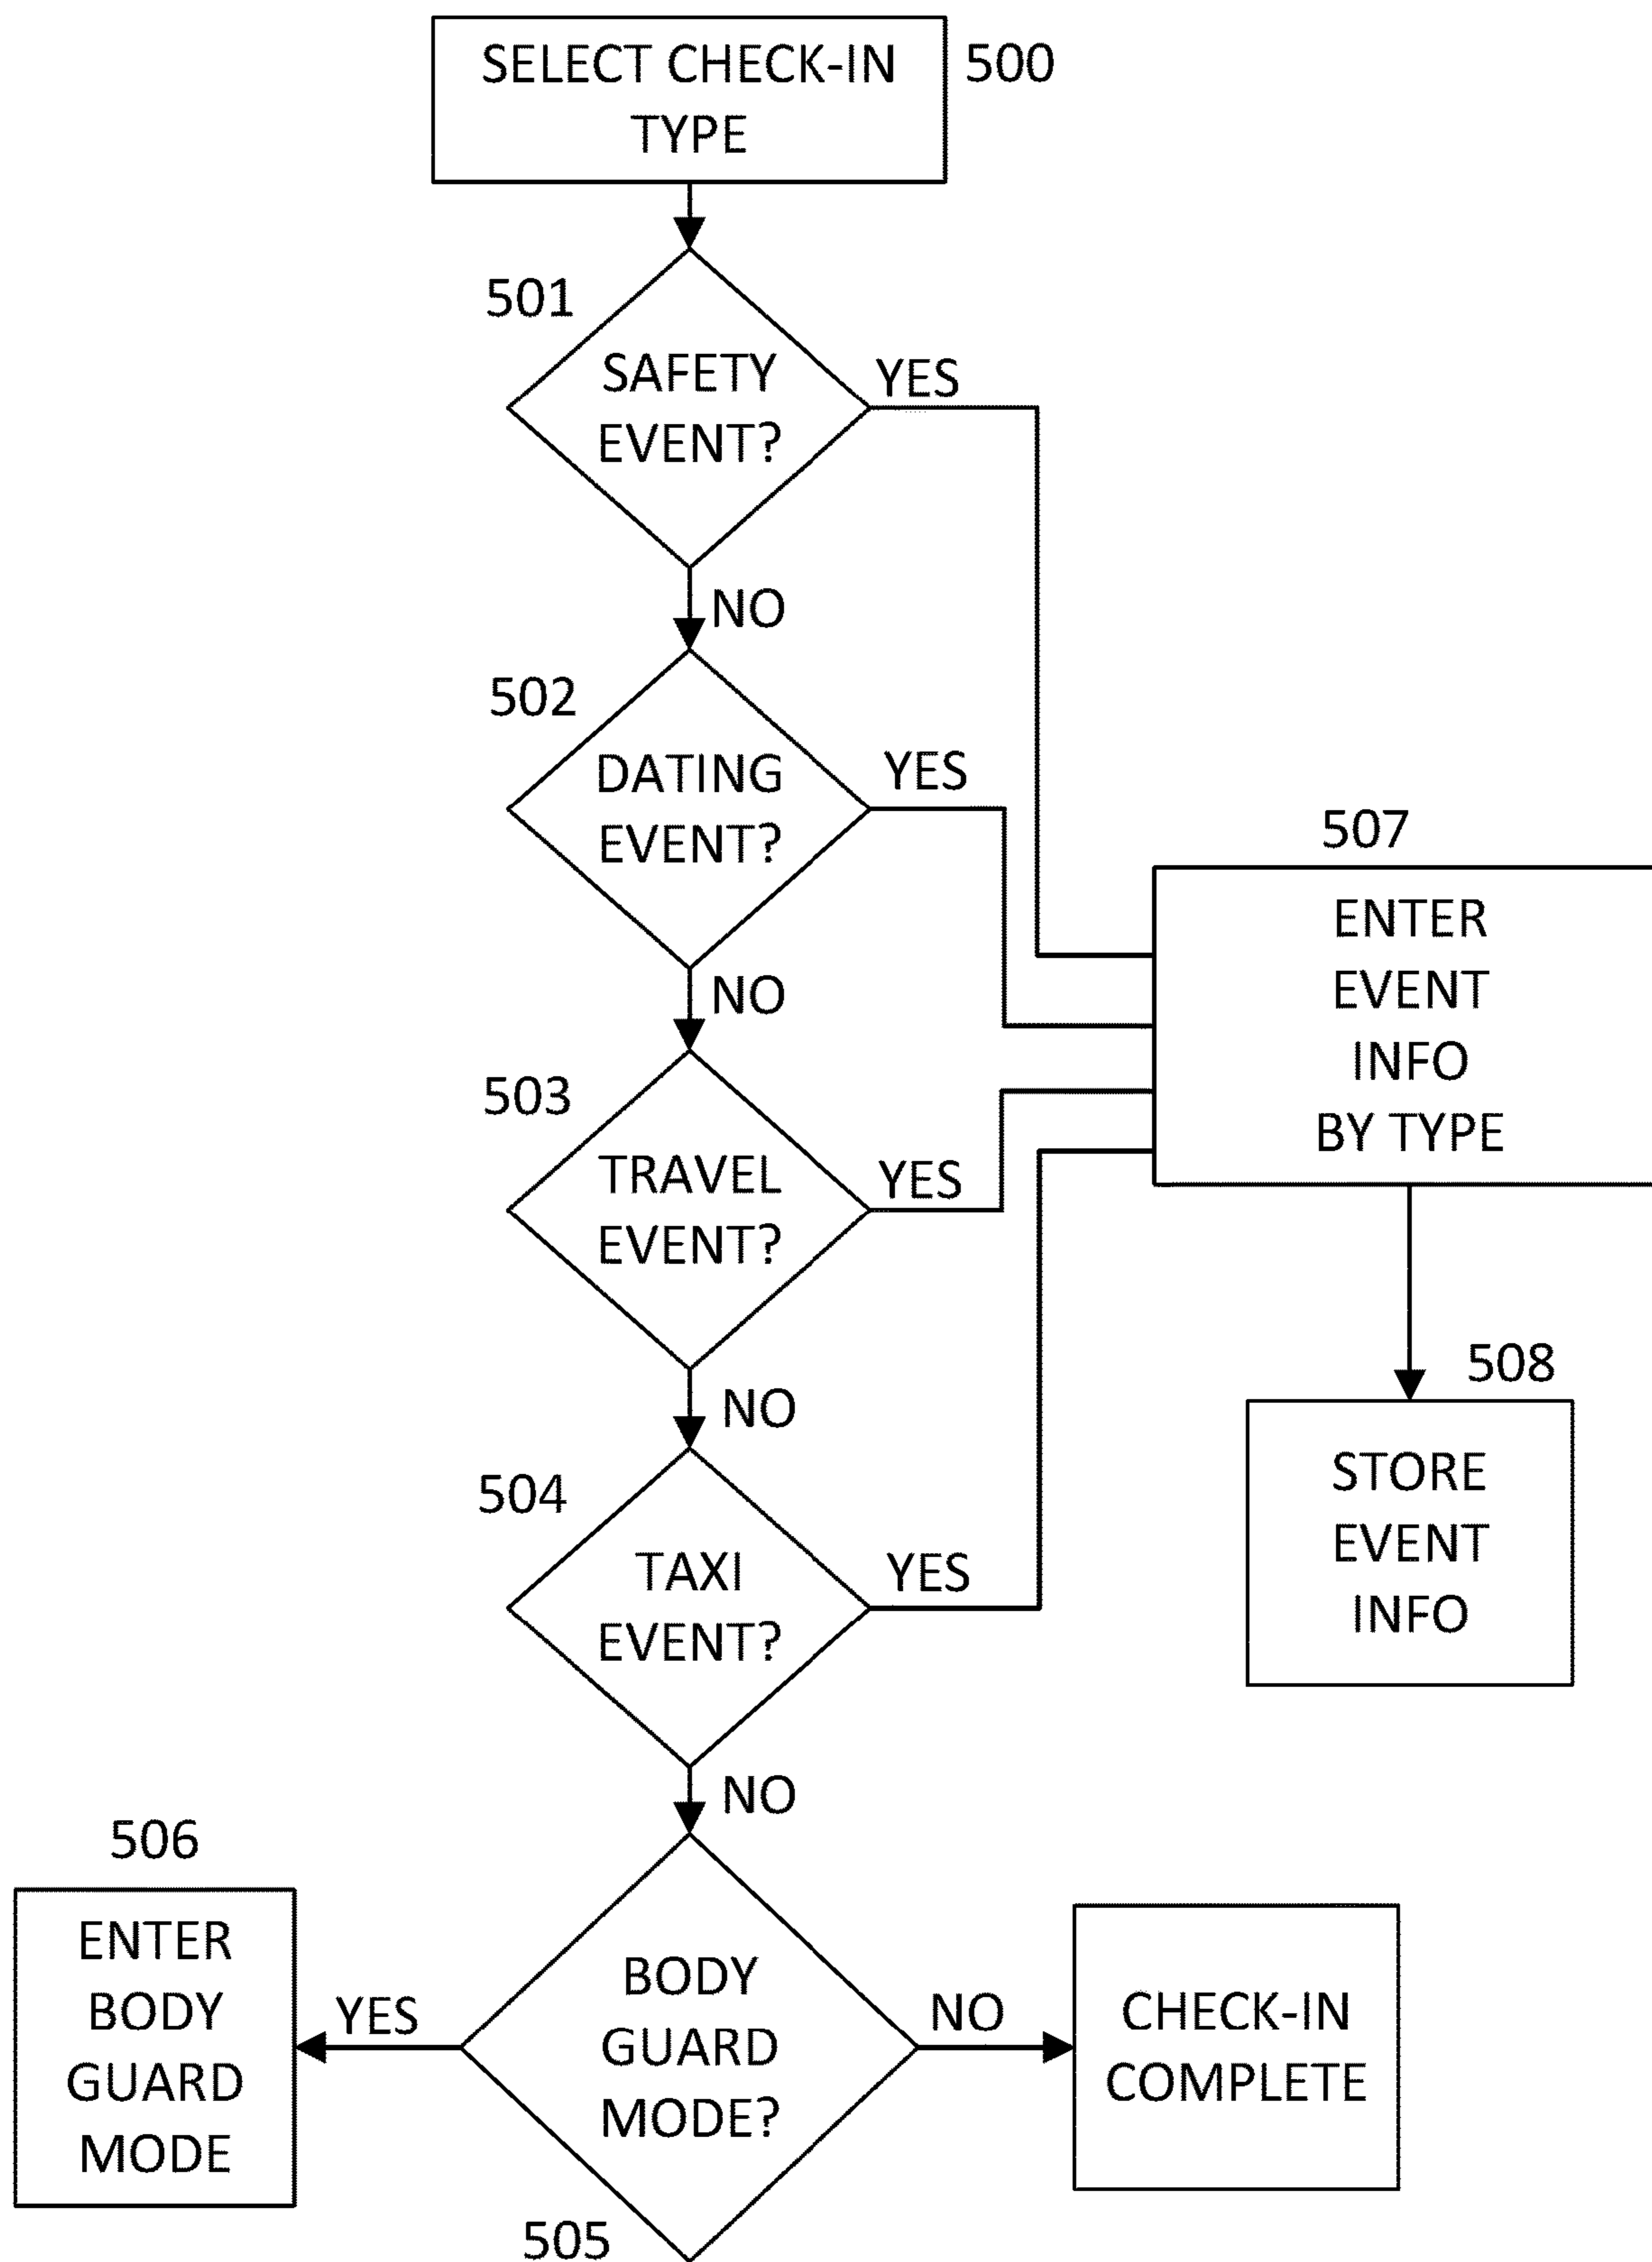 SELECT CHECK-IN
TYPE
500
501
SAFETY
EVENT?
YES
NO
502
DATING
EVENT?
YES
NO
503
TRAVEL
EVENT?
YES
NO
504
TAXI
EVENT?
YES
NO
507
ENTER
EVENT
INFO
BY TYPE
508
STORE
EVENT
INFO
506
ENTER
BODY
GUARD
MODE
YES
BODY
GUARD
MODE?
505
NO
CHECK-IN
COMPLETE